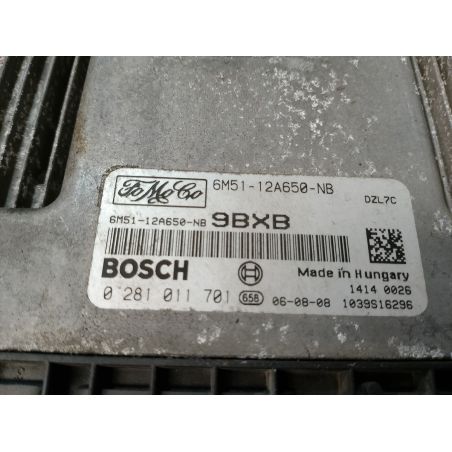 FoMoCo 6M51-12A650-NB
DZL7C
6M51-12A650-NB 9BXB
BOSCH Made in Hungary
1414 0026
0 281 011 701 658 06-08-08 1039S16296